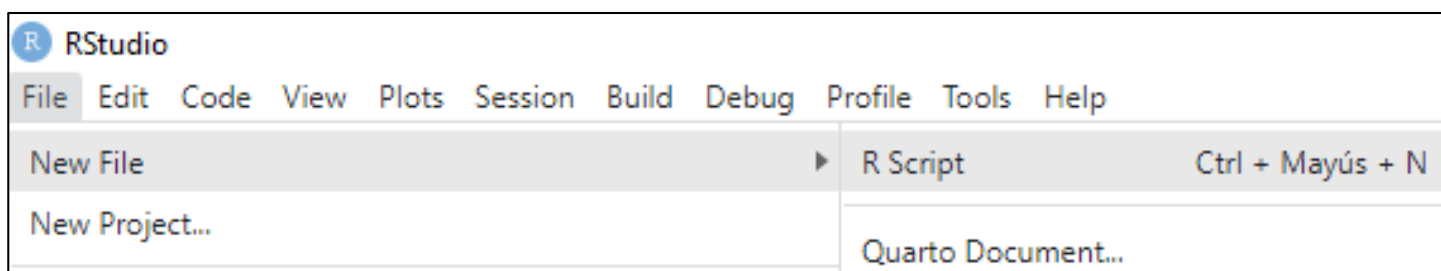 R RStudio
File Edit Code View Plots Session Build Debug Profile Tools Help
New File
R Script Ctrl + Mayús + N
New Project...
Quarto Document...